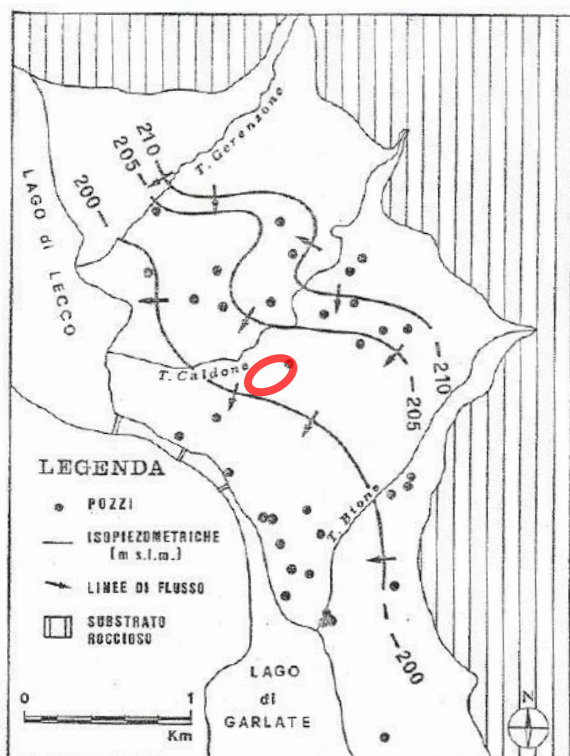 T. Gerenzone
210
205
200
LAGO di LECCO
T. Caldone
210
205
LEGENDA
POZZI
ISOPIEZOMETRICHE
(m s.l.m.)
LINEE DI FLUSSO
SUBSTRATO
ROCCIOSO
T. Bione
200
0 1
Km
LAGO
di
GARLATE
N